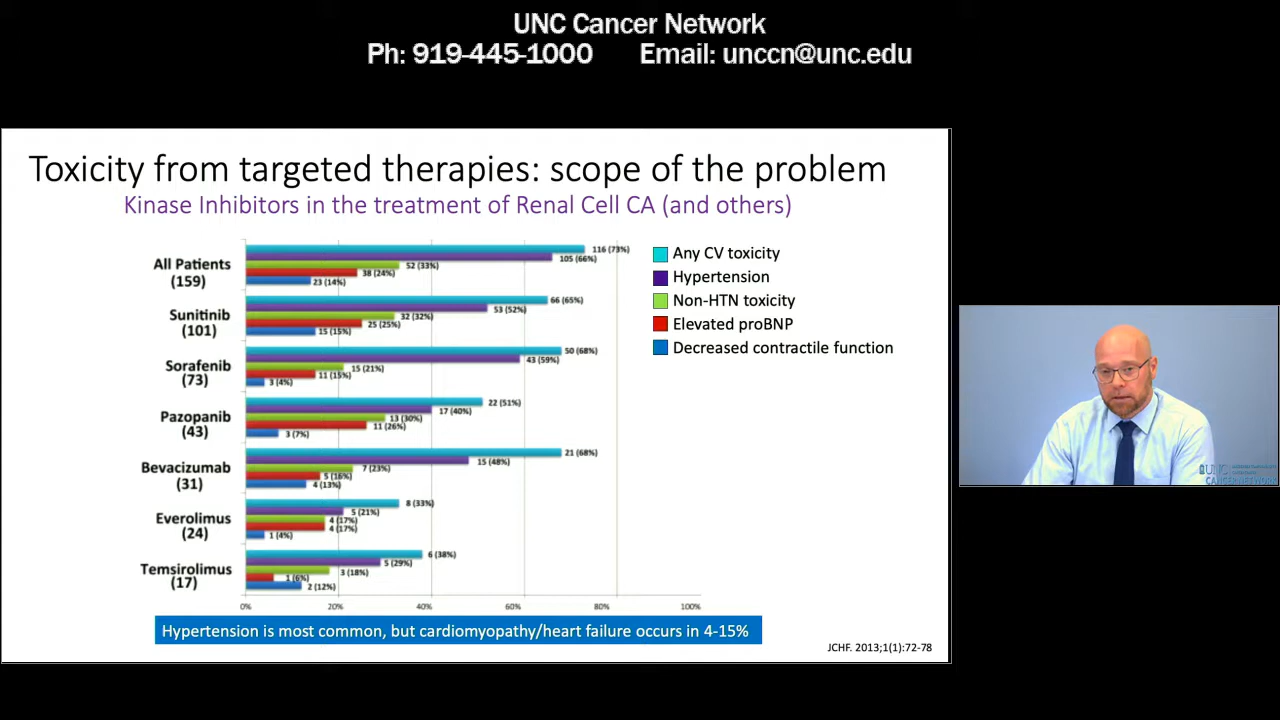 UNC Cancer Network
Ph: 919-445-1000 Email: unccn@unc.edu
Toxicity from targeted therapies: scope of the problem
Kinase Inhibitors in the treatment of Renal Cell CA (and others)
All Patients
(159)
116 (73%)
105 (66%)
52 (33%)
38 (24%)
23 (14%)
Sunitinib
(101)
66 (65%)
53 (52%)
32 (32%)
25 (25%)
15 (15%)
Sorafenib
(73)
50 (68%)
43 (59%)
15 (21%)
11 (15%)
3 (4%)
Pazopanib
(43)
22 (51%)
17 (40%)
13 (30%)
11 (26%)
3 (7%)
Bevacizumab
(31)
21 (68%)
15 (48%)
7 (23%)
5 (16%)
4 (13%)
Everolimus
(24)
8 (33%)
5 (21%)
4 (17%)
4 (17%)
1 (4%)
Temsirolimus
(17)
6 (38%)
5 (29%)
3 (18%)
1 (6%)
2 (12%)
0% 20% 40% 60% 80% 100%
Any CV toxicity
Hypertension
Non-HTN toxicity
Elevated proBNP
Decreased contractile function
Hypertension is most common, but cardiomyopathy/heart failure occurs in 4-15%
JCHF. 2013;1(1):72-78
UNC
CANCER NETWORK